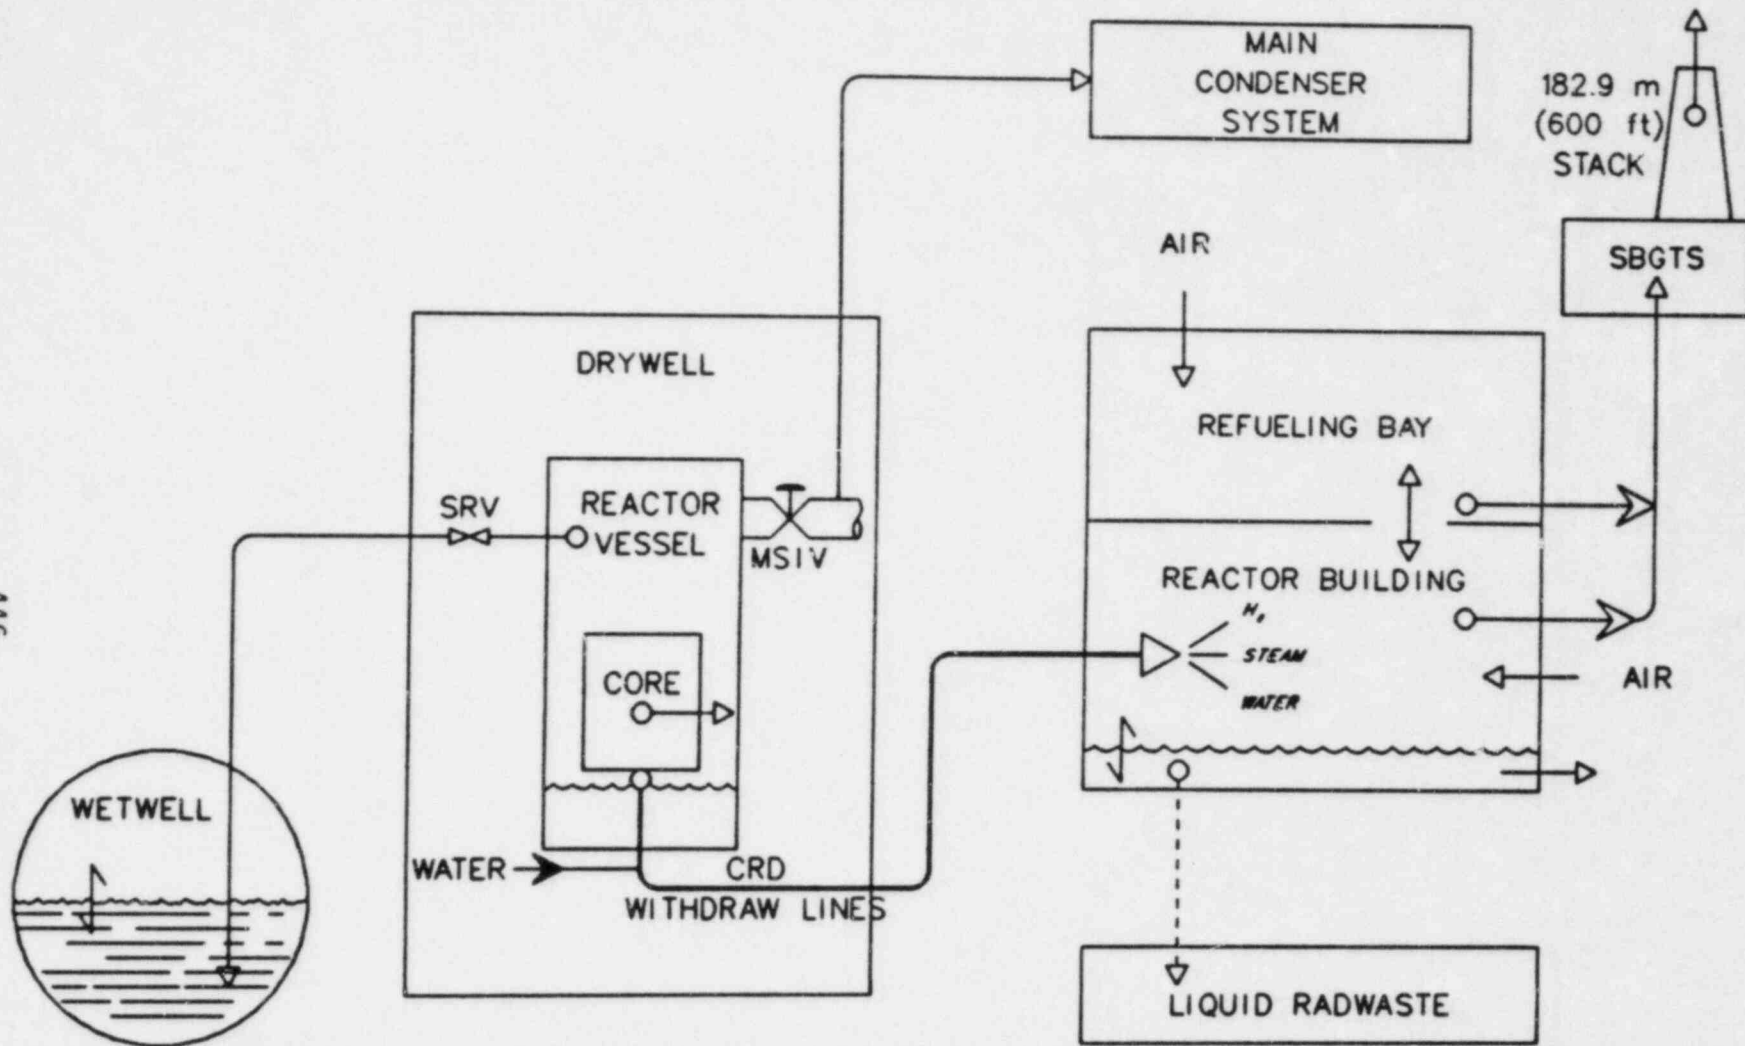 MAIN
CONDENSER
SYSTEM
182.9 m
(600 ft)
STACK
AIR
SBGTS
DRYWELL
REFUELING BAY
SRV
REACTOR
VESSEL
MSIV
REACTOR BUILDING
H₂
STEAM
WATER
AIR
CORE
WETWELL
WATER
CRD
WITHDRAW LINES
LIQUID RADWASTE